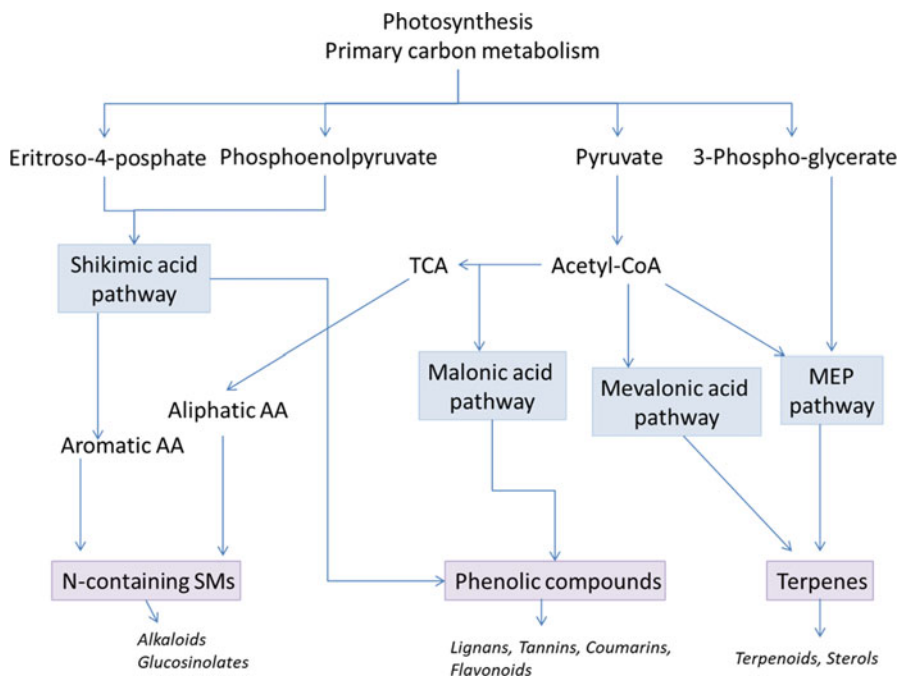 Photosynthesis
Primary carbon metabolism
Eritroso-4-posphate
Phosphoenolpyruvate
Pyruvate
3-Phospho-glycerate
Shikimic acid
pathway
TCA
Acetyl-CoA
Malonic acid
pathway
Mevalonic acid
pathway
MEP
pathway
Aliphatic AA
Aromatic AA
N-containing SMs
Phenolic compounds
Terpenes
Alkaloids
Glucosinolates
Lignans, Tannins, Coumarins,
Flavonoids
Terpenoids, Sterols